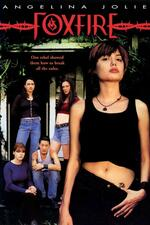 ANGELINA JOLIE
FOXFIRE
One rebel showed
them how to break
all the rules.